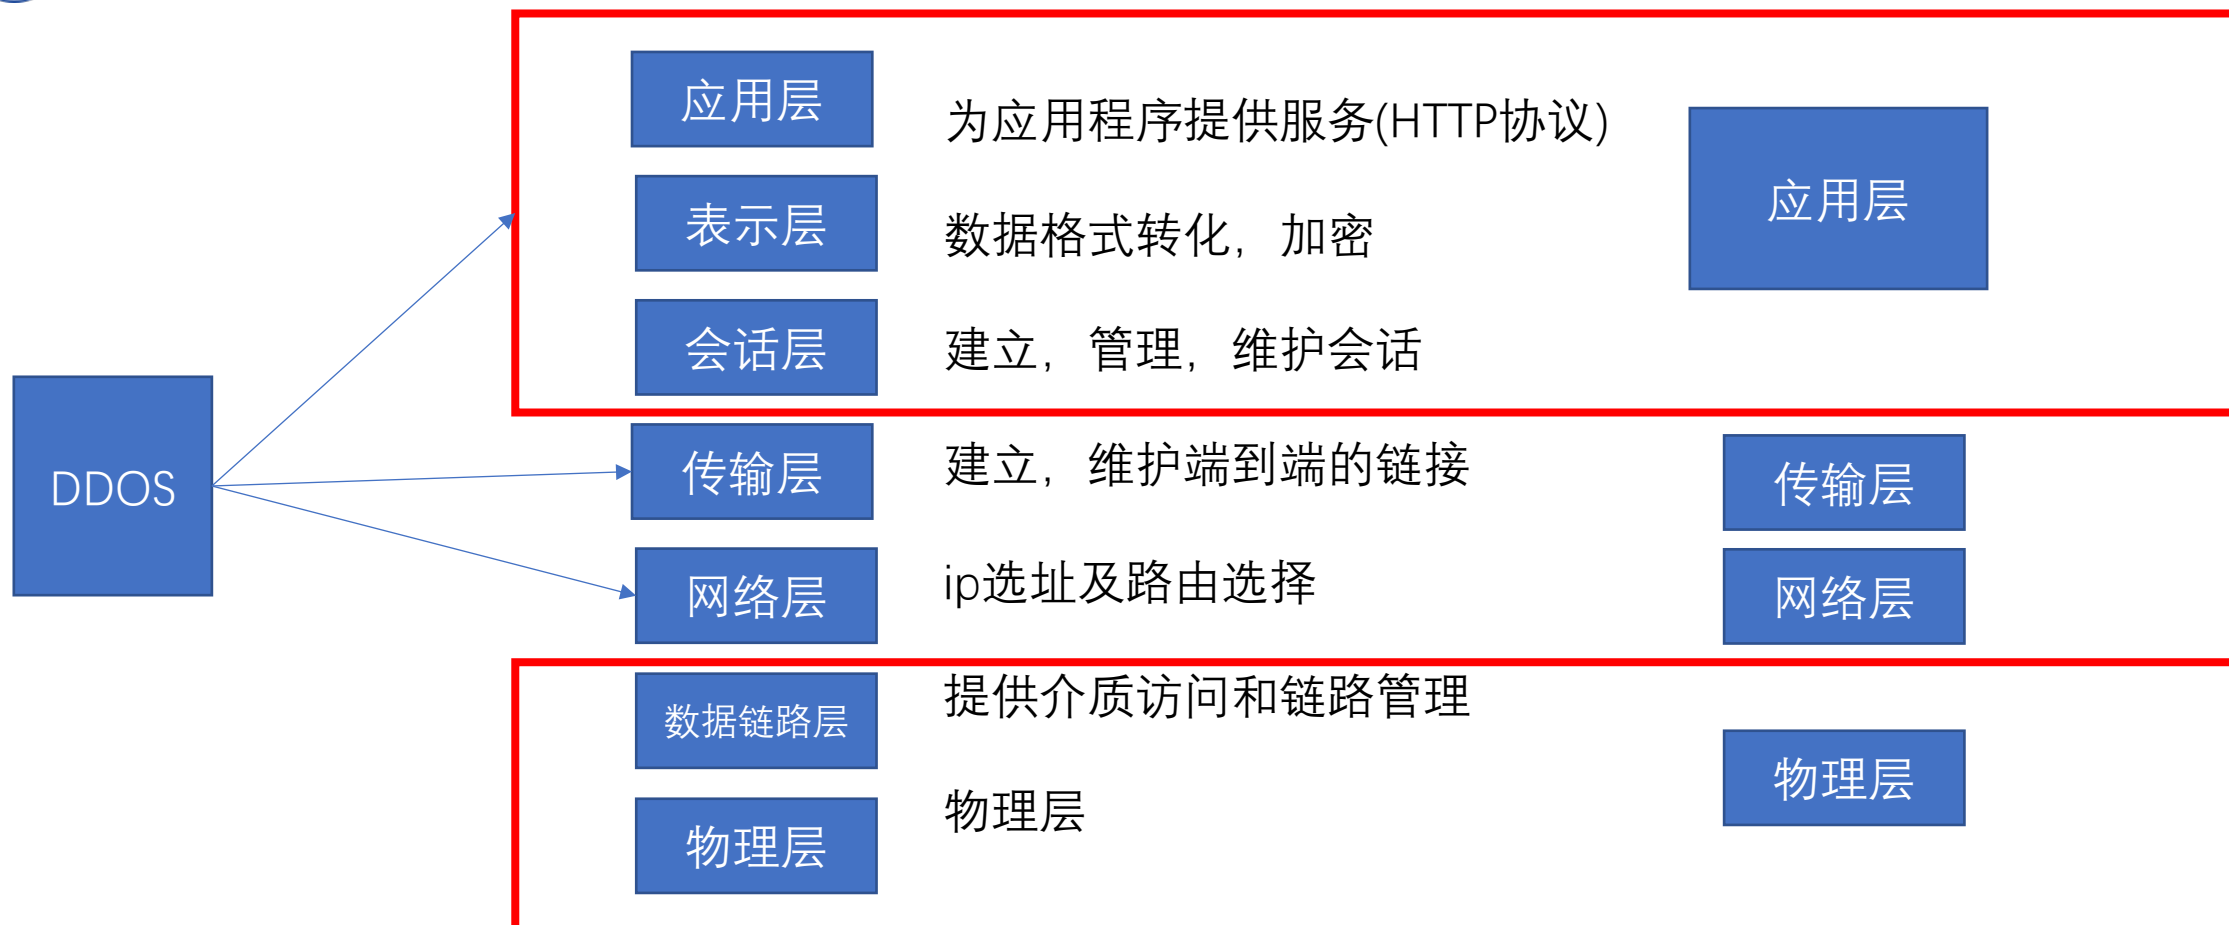 应用层
为应用程序提供服务(HTTP协议)
应用层
表示层
数据格式转化，加密
会话层
建立，管理，维护会话
DDOS
传输层
建立，维护端到端的链接
传输层
网络层
ip选址及路由选择
网络层
数据链路层
提供介质访问和链路管理
物理层
物理层
物理层